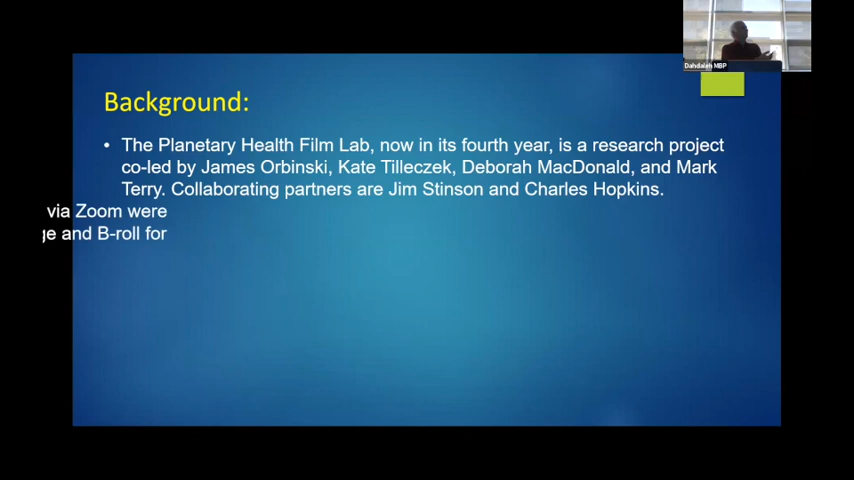 Dahdaleh MBP
Background:
• The Planetary Health Film Lab, now in its fourth year, is a research project
co-led by James Orbinski, Kate Tilleczek, Deborah MacDonald, and Mark
Terry. Collaborating partners are Jim Stinson and Charles Hopkins.
via Zoom were
ge and B-roll for